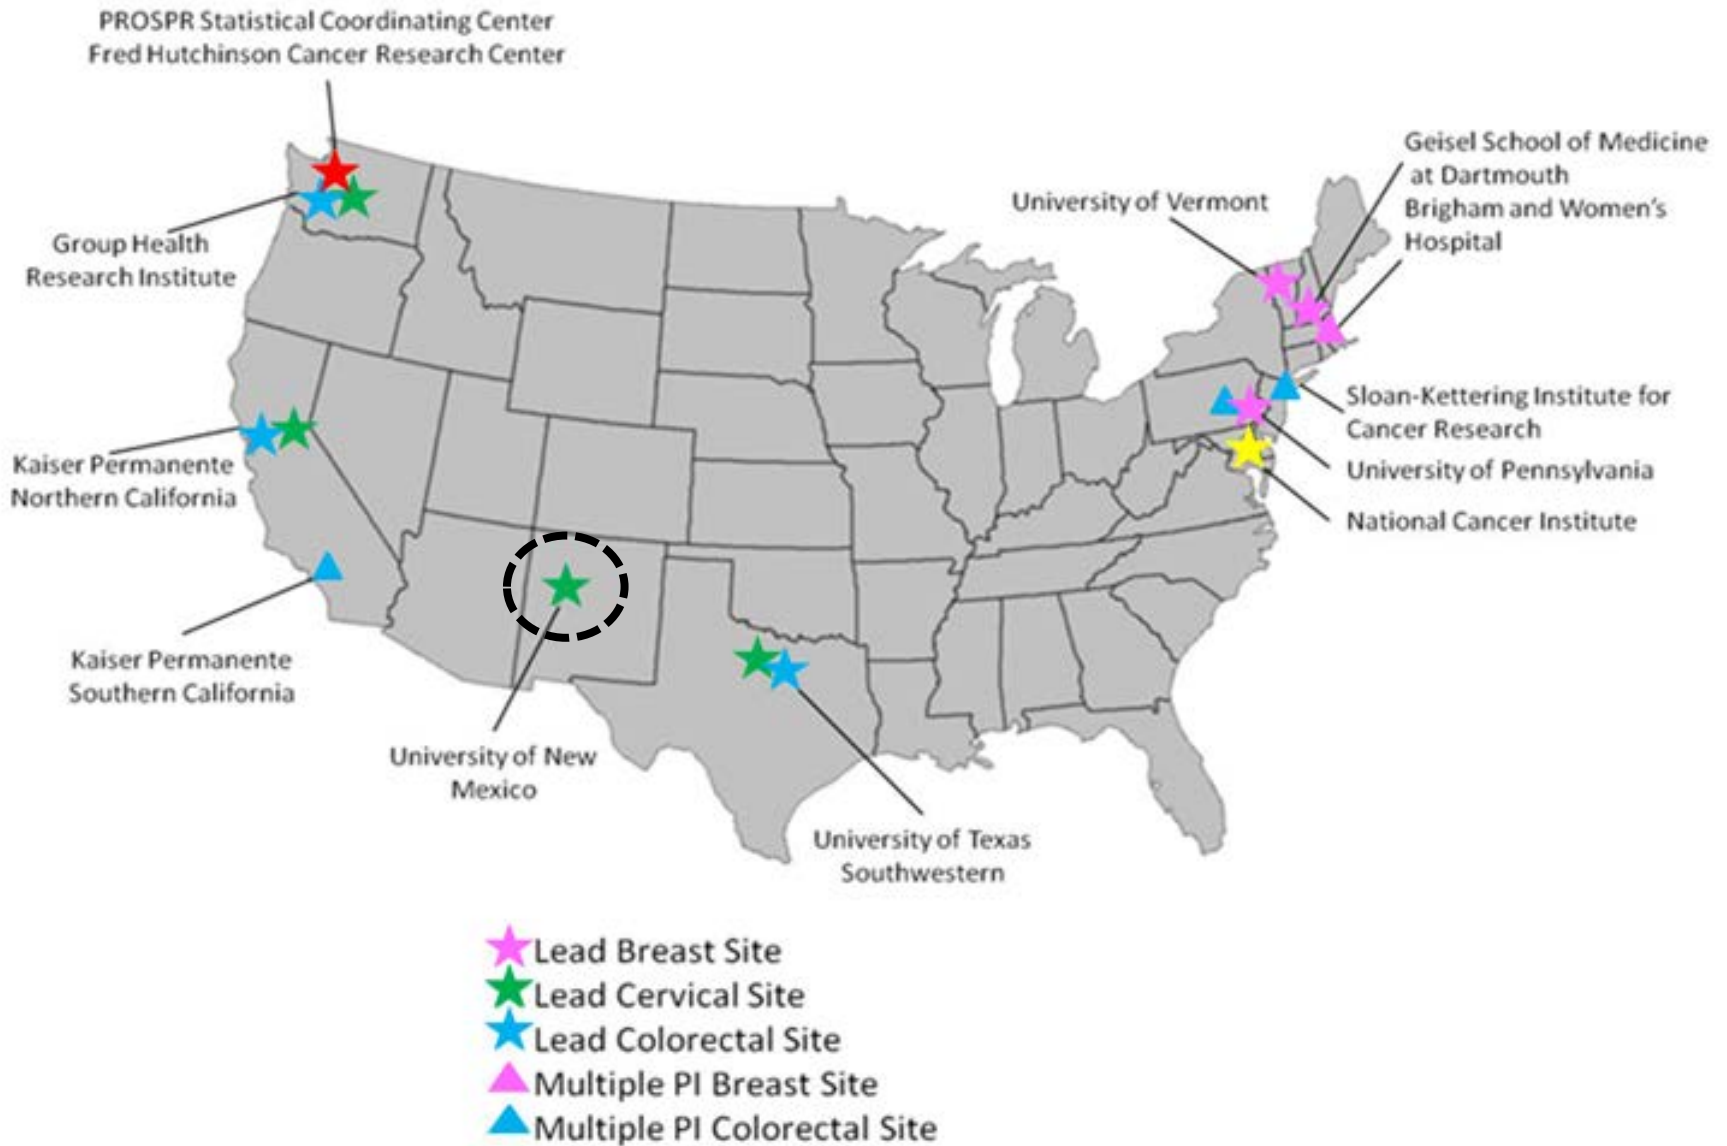 PROSPR Statistical Coordinating Center
Fred Hutchinson Cancer Research Center
Geisel School of Medicine
at Dartmouth
Brigham and Women's
Hospital
University of Vermont
Group Health
Research Institute
Sloan-Kettering Institute for
Cancer Research
University of Pennsylvania
National Cancer Institute
Kaiser Permanente
Northern California
Kaiser Permanente
Southern California
University of New
Mexico
University of Texas
Southwestern
Lead Breast Site
Lead Cervical Site
Lead Colorectal Site
Multiple PI Breast Site
Multiple PI Colorectal Site